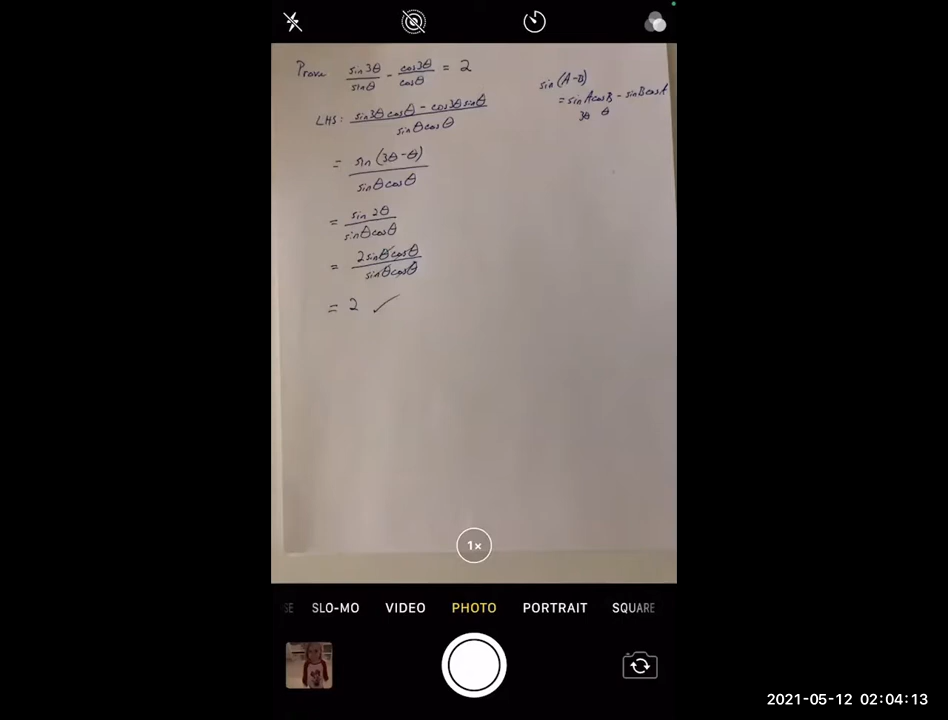 Prove sin3θ/sinθ - cos3θ/cosθ = 2
sin(A-B)
= sinAcosB - sinBcosA
3θ θ
LHS: sin3θcosθ - cos3θsinθ / sinθcosθ
= sin(3θ-θ) / sinθcosθ
= sin2θ / sinθcosθ
= 2sinθcosθ / sinθcosθ
= 2 ✓
1×
SLO-MO VIDEO PHOTO PORTRAIT SQUARE
2021-05-12 02:04:13